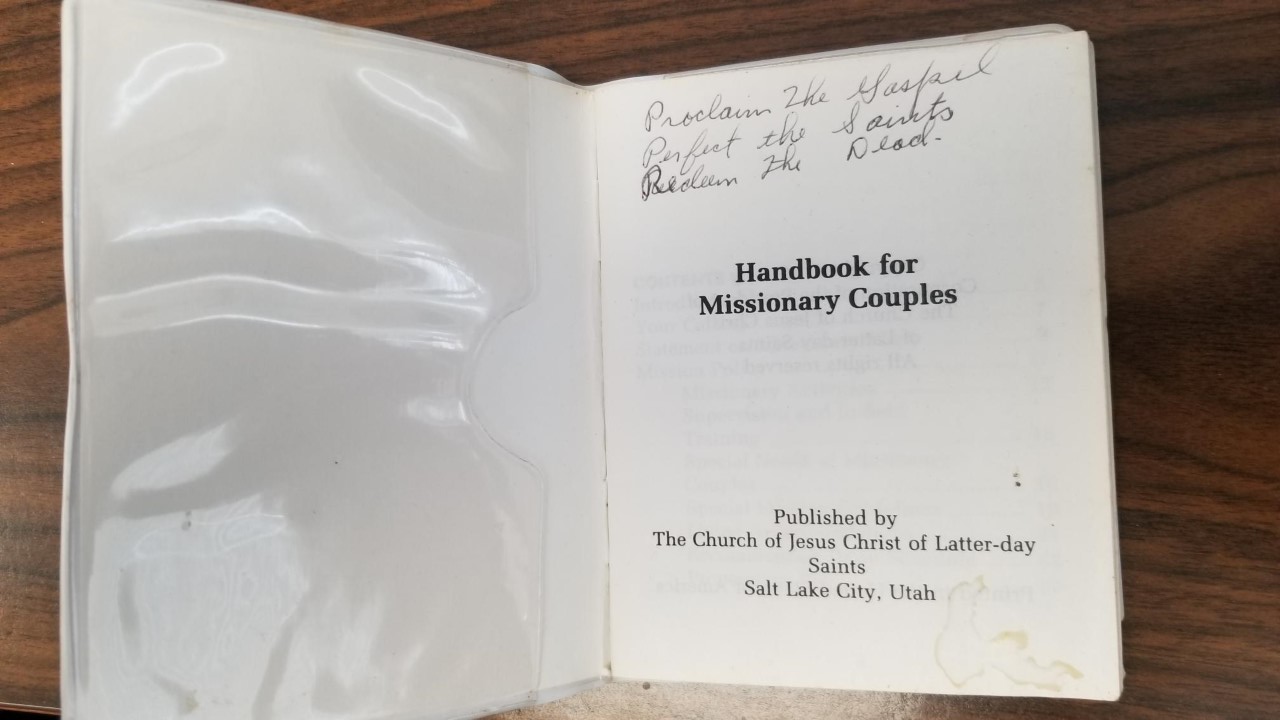 Proclaim The Gospel
Perfect the Saints
Redeem The Dead.
Handbook for
Missionary Couples
Published by
The Church of Jesus Christ of Latter-day
Saints
Salt Lake City, Utah